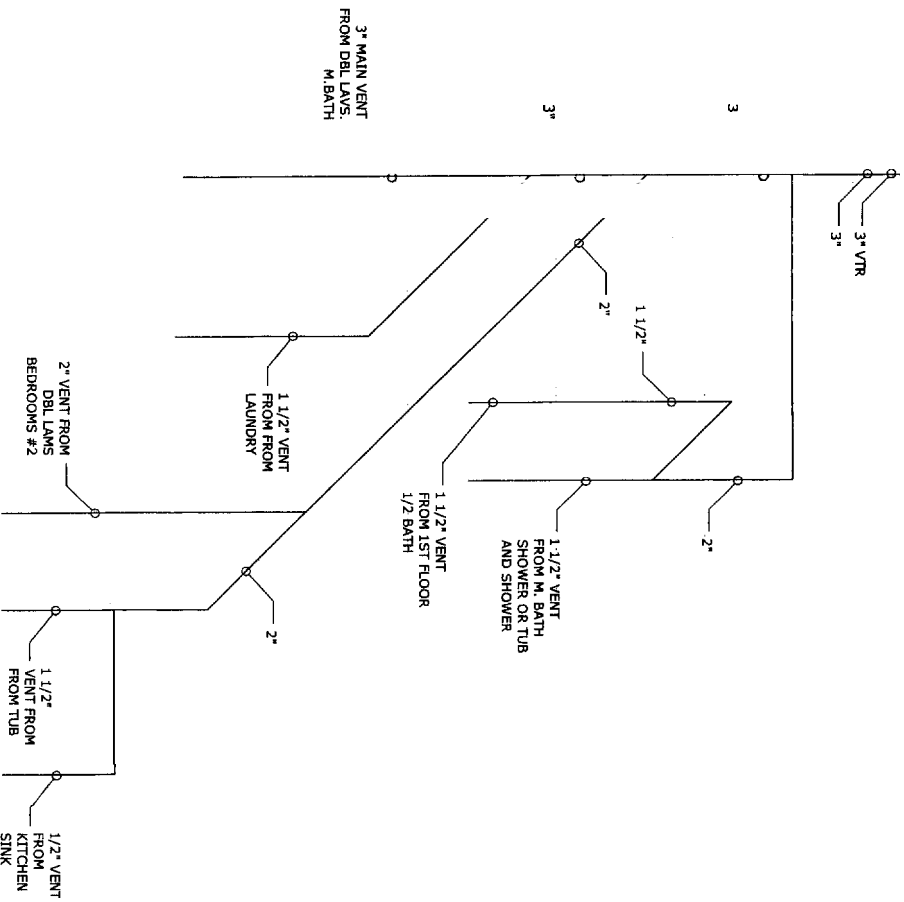 3" VTR
3"
3
3"
3" MAIN VENT
FROM DBL LAVS.
M.BATH
2"
1 1/2"
2"
1 1/2" VENT
FROM M. BATH
SHOWER OR TUB
AND SHOWER
1 1/2" VENT
FROM 1ST FLOOR
1/2 BATH
1 1/2" VENT
FROM FROM
LAUNDRY
2" VENT FROM
DBL LAMS
BEDROOMS #2
2"
1 1/2"
VENT FROM
FROM TUB
1/2" VENT
FROM
KITCHEN
SINK